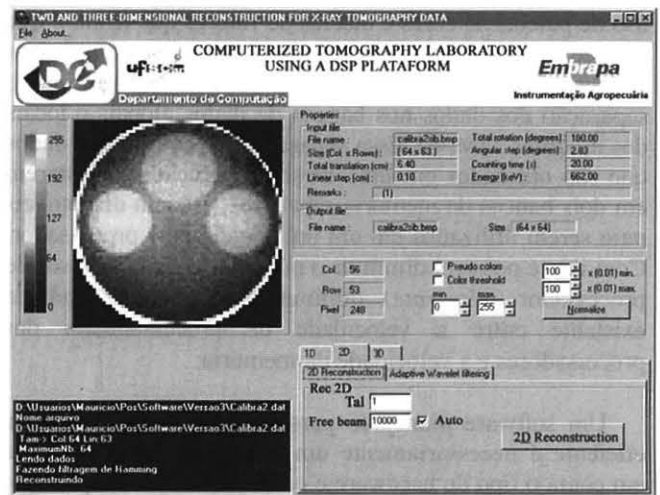 TWO AND THREE-DIMENSIONAL RECONSTRUCTION FOR X-RAY TOMOGRAPHY DATA
File About...
DC
COMPUTERIZED TOMOGRAPHY LABORATORY
USING A DSP PLATAFORM
Embrapa
Departamento de Computação
Instrumentação Agropecuária
255
192
127
64
0
Properties
Input file
File name : calibra2sib.bmp Total rotation (degrees) : 180.00
Size (Col. x Rows) : (64 x 63) Angular step (degrees) : 2.83
Total translation (cm) : 6.40 Counting time (s) : 20.00
Linear step (cm) : 0.10 Energy (keV) : 662.00
Remarks : (1)
Output file
File name : calibra2sib.bmp Size : (64 x 64)
Col. 56 Pseudo colors 100 x (0.01) min.
Row 53 Color threshold 100 x (0.01) max.
min. max.
Pixel 248 0 255 Normalize
1D 2D 3D
2D Reconstruction Adaptive Wavelet filtering
Rec 2D
Tal 1
Free beam 10000 Auto
2D Reconstruction
D:\Usuarios\Mauricio\Pos\Software\Versao3\Calibra2.dat
Nome arquivo
D:\Usuarios\Mauricio\Pos\Software\Versao3\Calibra2.dat
Tam-> Col:64 Lin:63
MaximumNb: 64
Lendo dados
Fazendo filtragem de Hamming
Reconstruindo